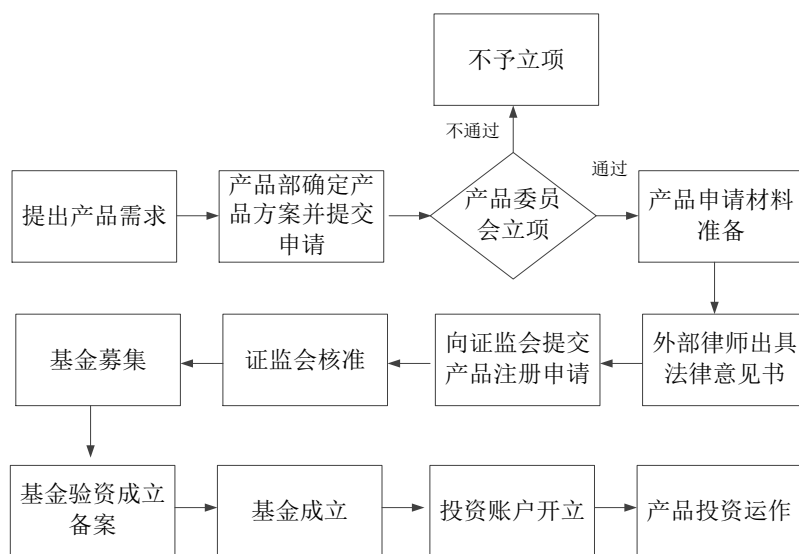 不予立项
不通过
提出产品需求
产品部确定产
品方案并提交
申请
产品委员
会立项
通过
产品申请材料
准备
基金募集
证监会核准
向证监会提交
产品注册申请
外部律师出具
法律意见书
基金验资成立
备案
基金成立
投资账户开立
产品投资运作